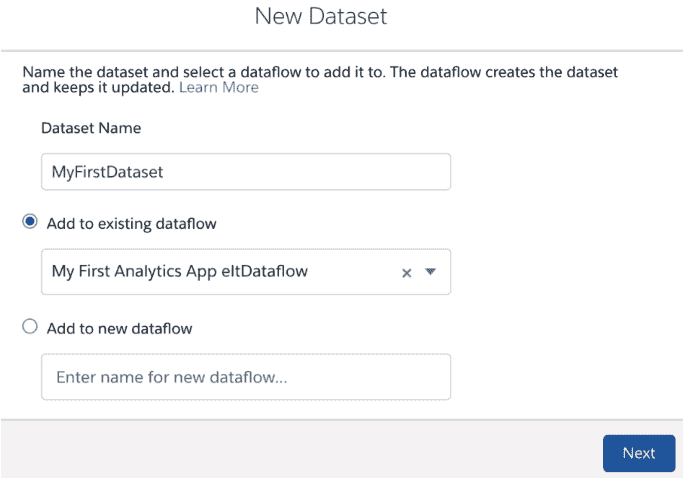 New Dataset
Name the dataset and select a dataflow to add it to. The dataflow creates the dataset
and keeps it updated. Learn More
Dataset Name
MyFirstDataset
Add to existing dataflow
My First Analytics App eltDataflow
Add to new dataflow
Enter name for new dataflow...
Next